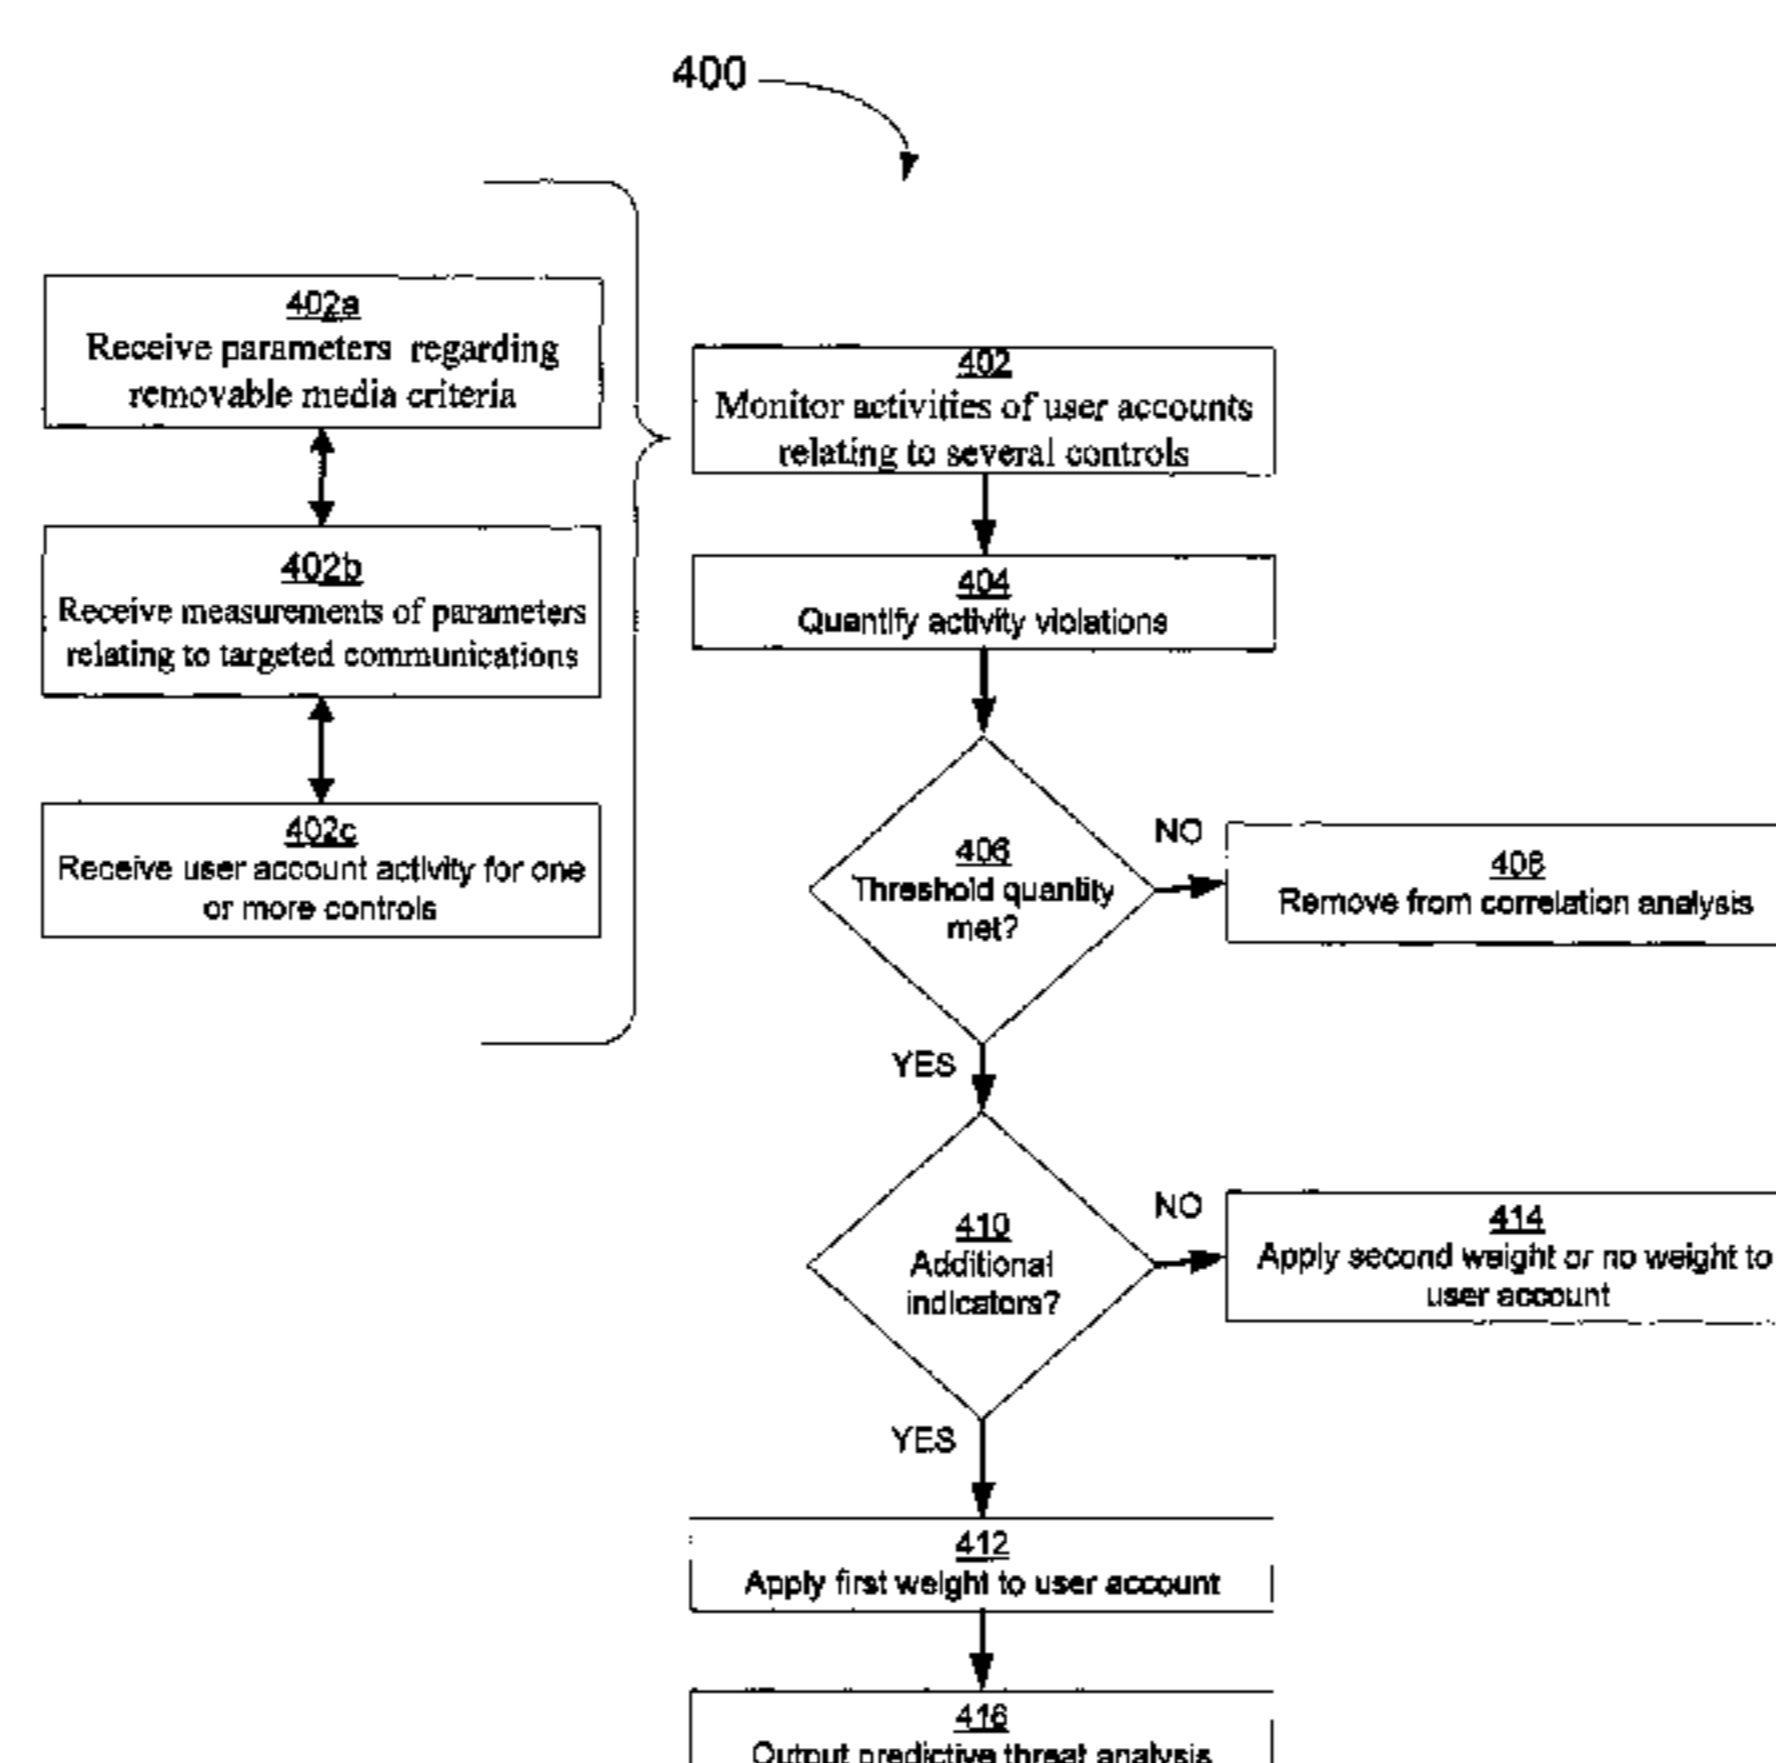 400
402a
Receive parameters regarding
removable media criteria
402b
Receive measurements of parameters
relating to targeted communications
402c
Receive user account activity for one
or more controls
402
Monitor activities of user accounts
relating to several controls
404
Quantify activity violations
406
Threshold quantity
met?
NO
408
Remove from correlation analysis
YES
410
Additional
indicators?
NO
414
Apply second weight or no weight to
user account
YES
412
Apply first weight to user account
416
Output predictive threat analysis